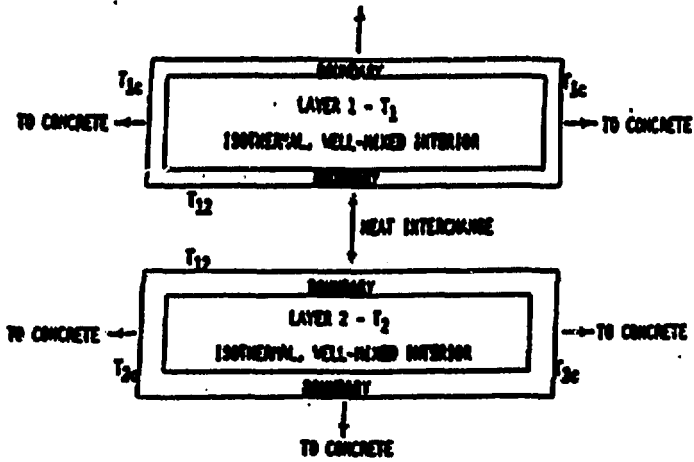 BOUNDARY
T1c T1c
LAYER 1 - T1
TO CONCRETE TO CONCRETE
ISOTHERMAL, WELL-MIXED INTERIOR
BOUNDARY
T12
HEAT INTERCHANGE
T12
BOUNDARY
LAYER 2 - T2
TO CONCRETE TO CONCRETE
ISOTHERMAL, WELL-MIXED INTERIOR
T2c T2c
BOUNDARY
TO CONCRETE